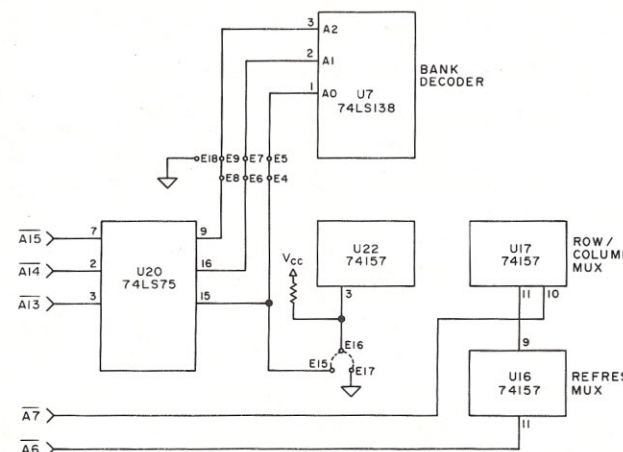 3
A2
2
A1
1
A0
U7
74LS138
BANK
DECODER
E18
E9
E7
E5
E8
E6
E4
A15
7
9
A14
2
16
A13
3
15
U20
74LS75
VCC
U22
74157
3
E16
E15
E17
U17
74157
11
10
ROW/
COLUM
MUX
9
U16
74157
11
REFRES
MUX
A7
A6